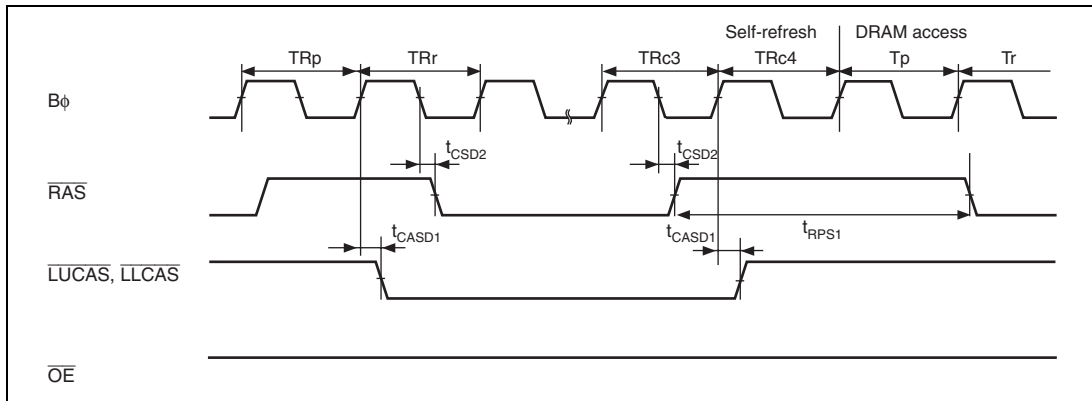 Self-refresh DRAM access
TRp TRr TRc3 TRc4 Tp Tr
Bϕ
tCSD2 tCSD2
RAS
tCASD1 tCASD1 tRPS1
LUCAS, LLCAS
OE